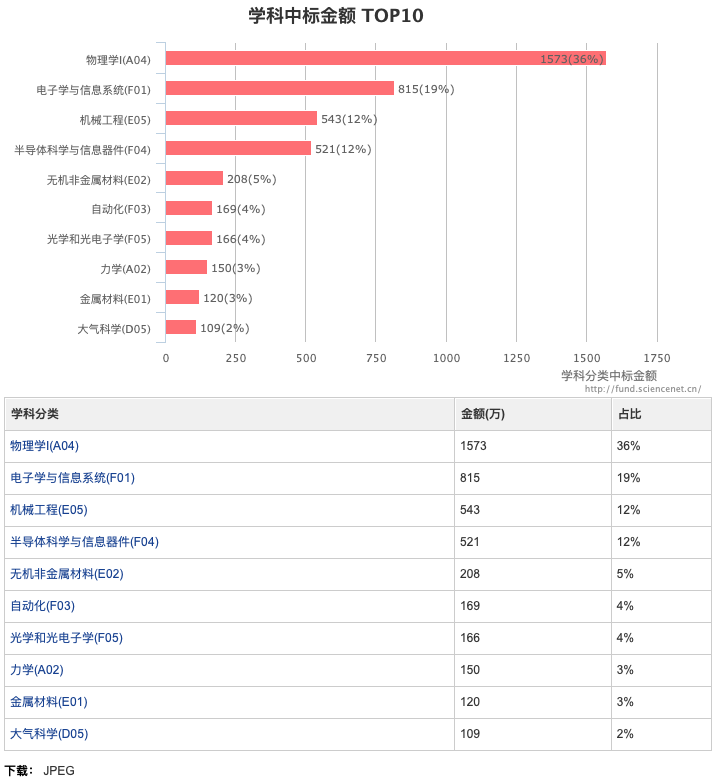 学科中标金额 TOP10
物理学I(A04) 1573(36%)
电子学与信息系统(F01) 815(19%)
机械工程(E05) 543(12%)
半导体科学与信息器件(F04) 521(12%)
无机非金属材料(E02) 208(5%)
自动化(F03) 169(4%)
光学和光电子学(F05) 166(4%)
力学(A02) 150(3%)
金属材料(E01) 120(3%)
大气科学(D05) 109(2%)
0 250 500 750 1000 1250 1500 1750
学科分类中标金额
http://fund.sciencenet.cn/
学科分类 金额(万) 占比
物理学I(A04) 1573 36%
电子学与信息系统(F01) 815 19%
机械工程(E05) 543 12%
半导体科学与信息器件(F04) 521 12%
无机非金属材料(E02) 208 5%
自动化(F03) 169 4%
光学和光电子学(F05) 166 4%
力学(A02) 150 3%
金属材料(E01) 120 3%
大气科学(D05) 109 2%
下载： JPEG